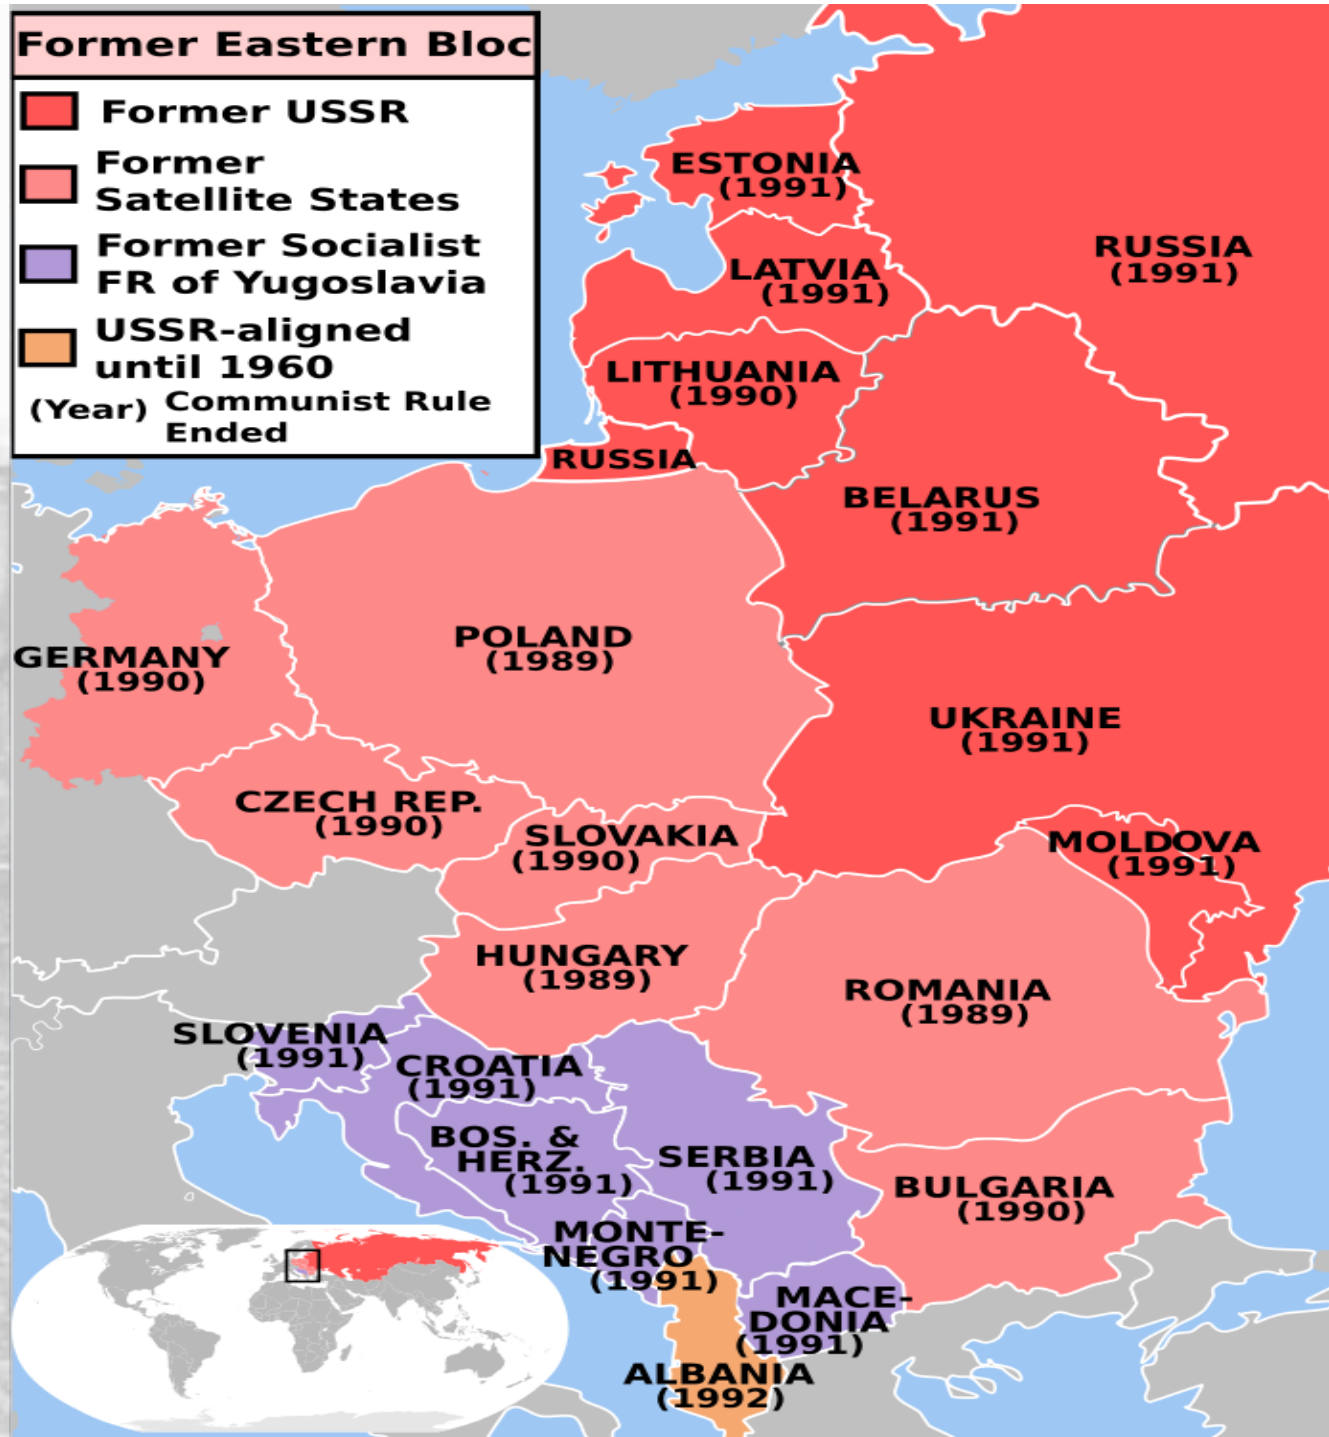 Former Eastern Bloc
Former USSR
Former
Satellite States
Former Socialist
FR of Yugoslavia
USSR-aligned
until 1960
(Year) Communist Rule
Ended
ESTONIA
(1991)
RUSSIA
(1991)
LATVIA
(1991)
LITHUANIA
(1990)
RUSSIA
BELARUS
(1991)
POLAND
(1989)
GERMANY
(1990)
UKRAINE
(1991)
CZECH REP.
(1990)
SLOVAKIA
(1990)
MOLDOVA
(1991)
HUNGARY
(1989)
ROMANIA
(1989)
SLOVENIA
(1991)
CROATIA
(1991)
BOS. &
HERZ.
(1991)
SERBIA
(1991)
BULGARIA
(1990)
MONTE-
NEGRO
(1991)
MACE-
DONIA
(1991)
ALBANIA
(1992)